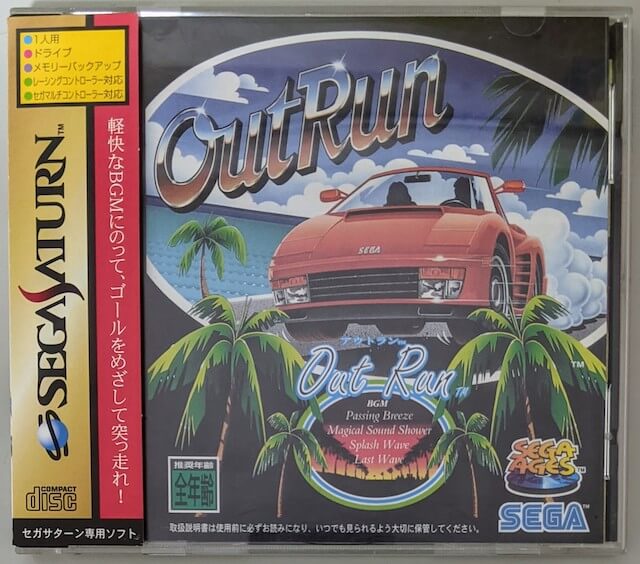 ●1人用
●ドライブ
●メモリーバックアップ
●レーシングコントローラー対応
●セガマルチコントローラー対応
軽快なBGMにのって、ゴールをめざして突っ走れ!
SEGA SATURN™
COMPACT
disc
セガサターン専用ソフト
OutRun
SEGA
アウトラン™
Out Run™
BGM
Passing Breeze
Magical Sound Shower
Splash Wave
Last Wave
TM
推奨年齢
全年齢
SEGA
AGES™
SEGA
取扱説明書は使用前に必ずお読みになり、いつでも見られるよう大切に保管してください。